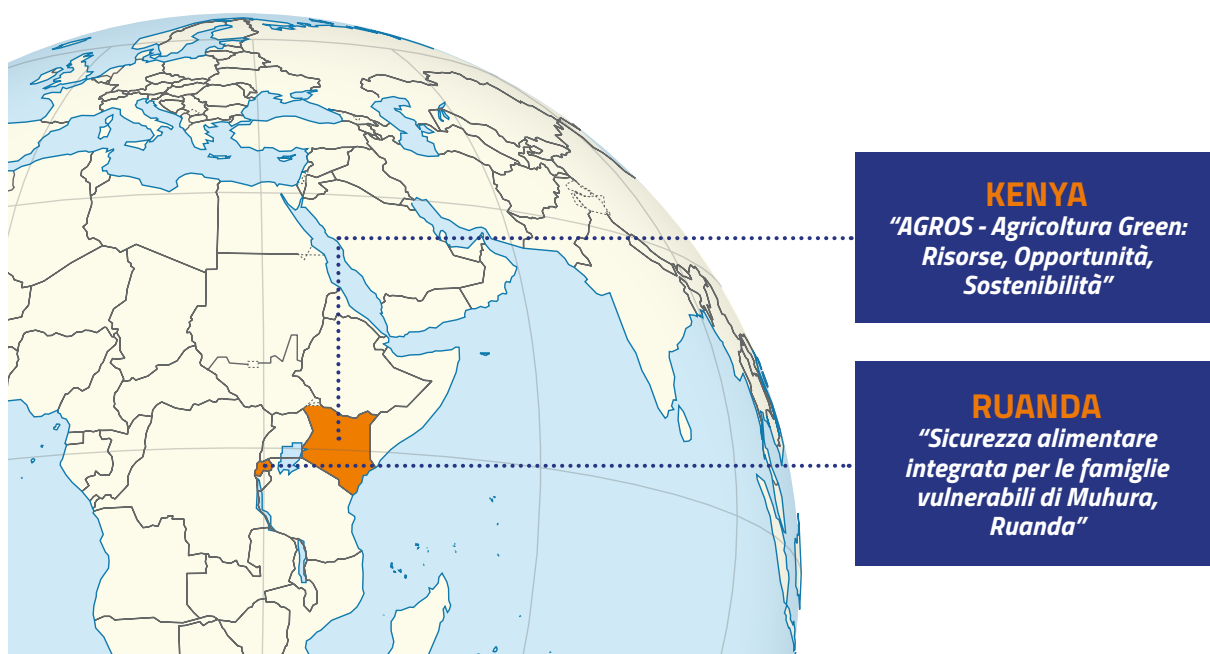 KENYA
“AGROS - Agricoltura Green:
Risorse, Opportunità,
Sostenibilità”
RUANDA
“Sicurezza alimentare
integrata per le famiglie
vulnerabili di Muhura,
Ruanda”